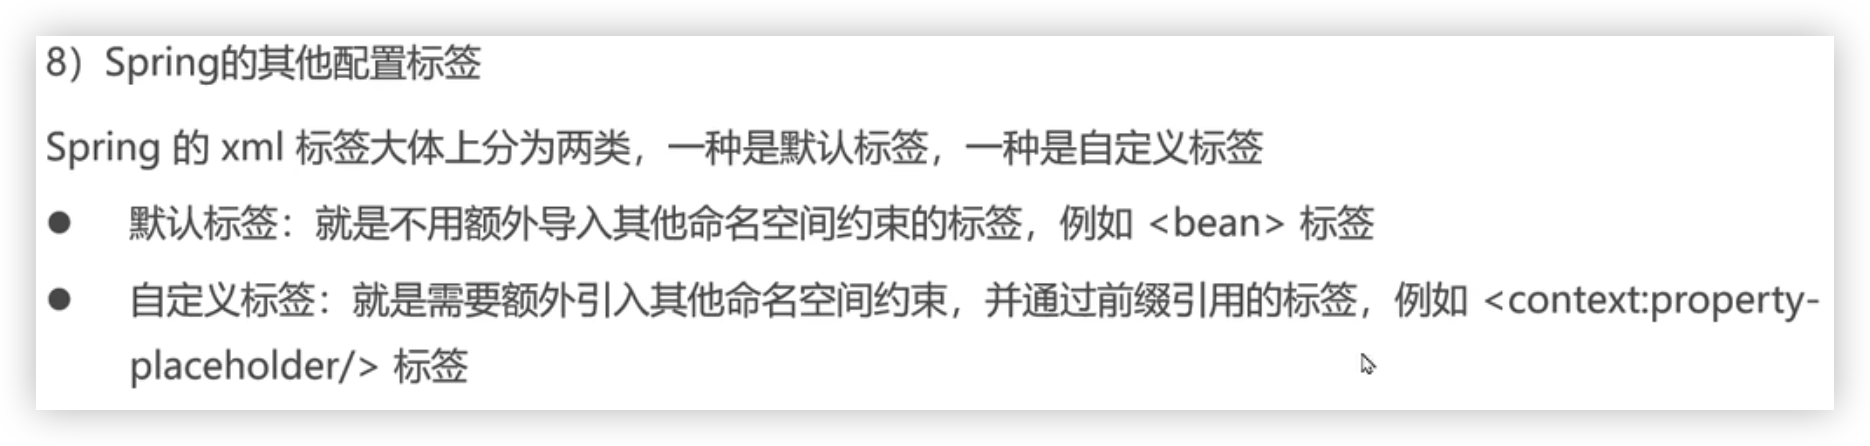 8）Spring的其他配置标签
Spring 的 xml 标签大体上分为两类，一种是默认标签，一种是自定义标签
● 默认标签：就是不用额外导入其他命名空间约束的标签，例如 <bean> 标签
● 自定义标签：就是需要额外引入其他命名空间约束，并通过前缀引用的标签，例如 <context:property-
placeholder/> 标签